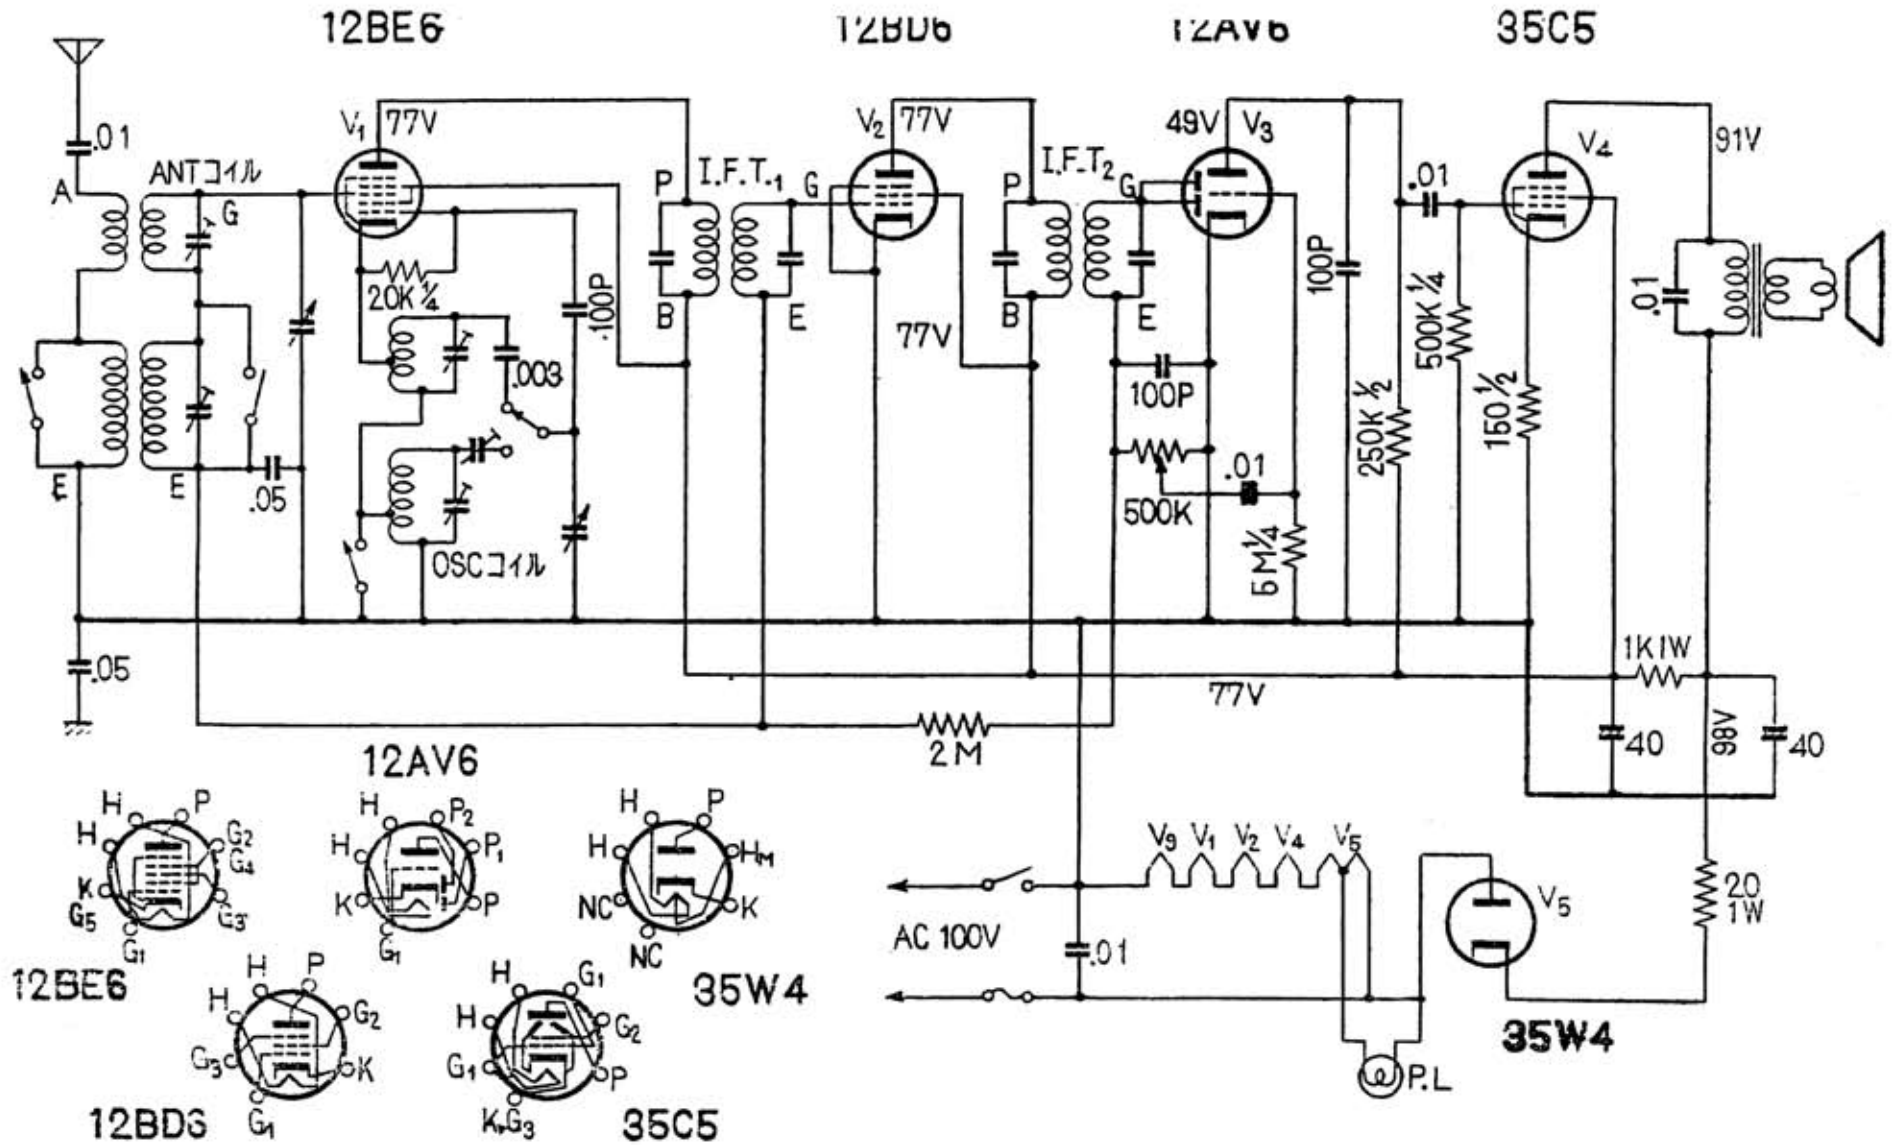 12BE6
12BD6
12AV6
35C5
.01
V1
77V
V2
77V
49V
V3
V4
91V
A
ANTコイル
G
P
I.F.T.1
G
P
I.F.T2
G
.01
20K ¼
100P
B
E
77V
B
E
100P
500K ¼
.01
.003
100P
250K ½
150 ½
E
E
.05
.01
500K
5M ¼
OSCコイル
.05
1K1W
77V
2M
40
98V
40
12AV6
H
P
H
G2
G4
K
G5
G3
G1
12BE6
H
P2
H
P1
K
P
G1
H
P
H
HM
NC
K
NC
35W4
V9
V1
V2
V4
V5
AC 100V
.01
V5
20
1W
35W4
P.L
H
P
H
G2
G3
K
G1
12BD6
H
G1
H
G2
G1
P
K,G3
35C5